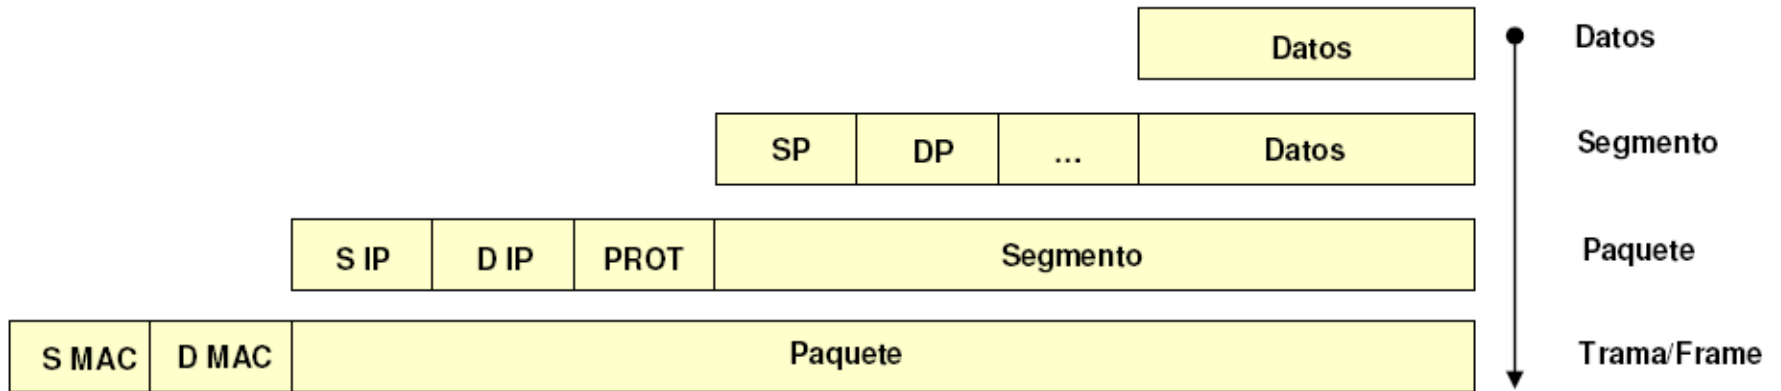 Datos Datos
SP DP ... Datos Segmento
S IP D IP PROT Segmento Paquete
S MAC D MAC Paquete Trama/Frame